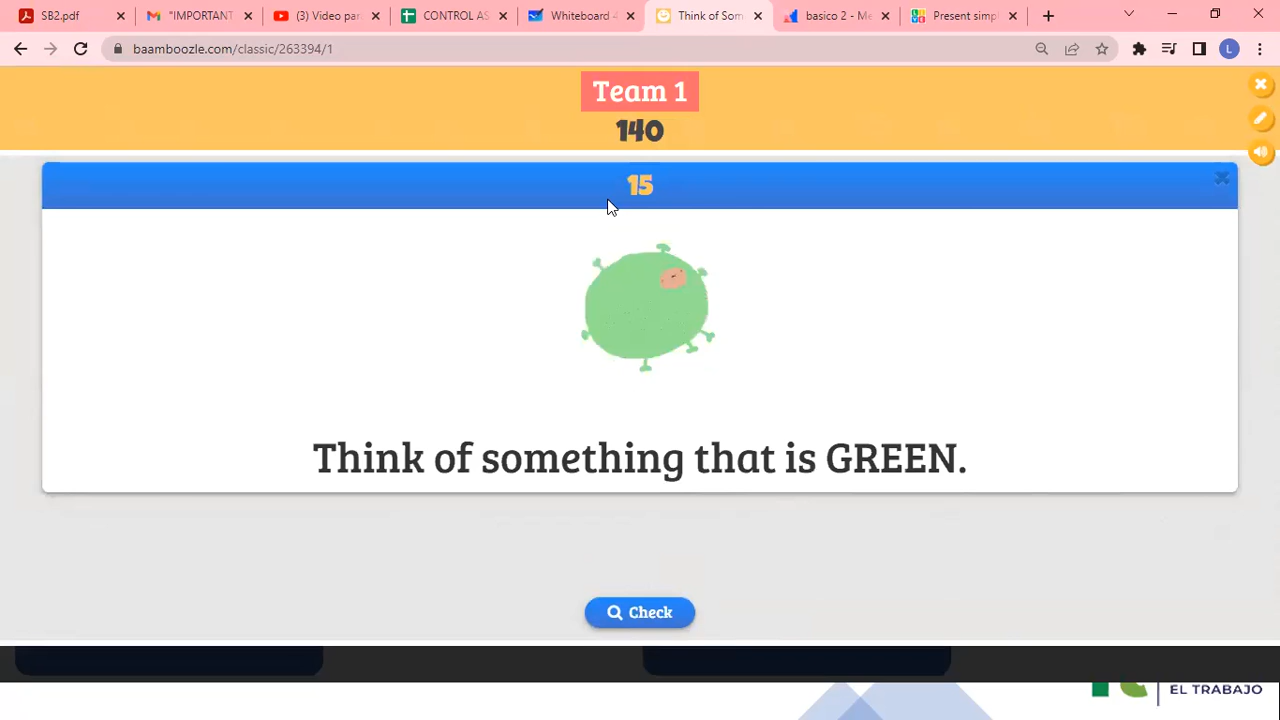 SB2.pdf
"IMPORTANT
(3) Video par
CONTROL AS
Whiteboard 4
Think of Som
basico 2 - Me
Present simp
baamboozle.com/classic/263394/1
L
Team 1
140
15
Think of something that is GREEN.
Check
EL TRABAJO